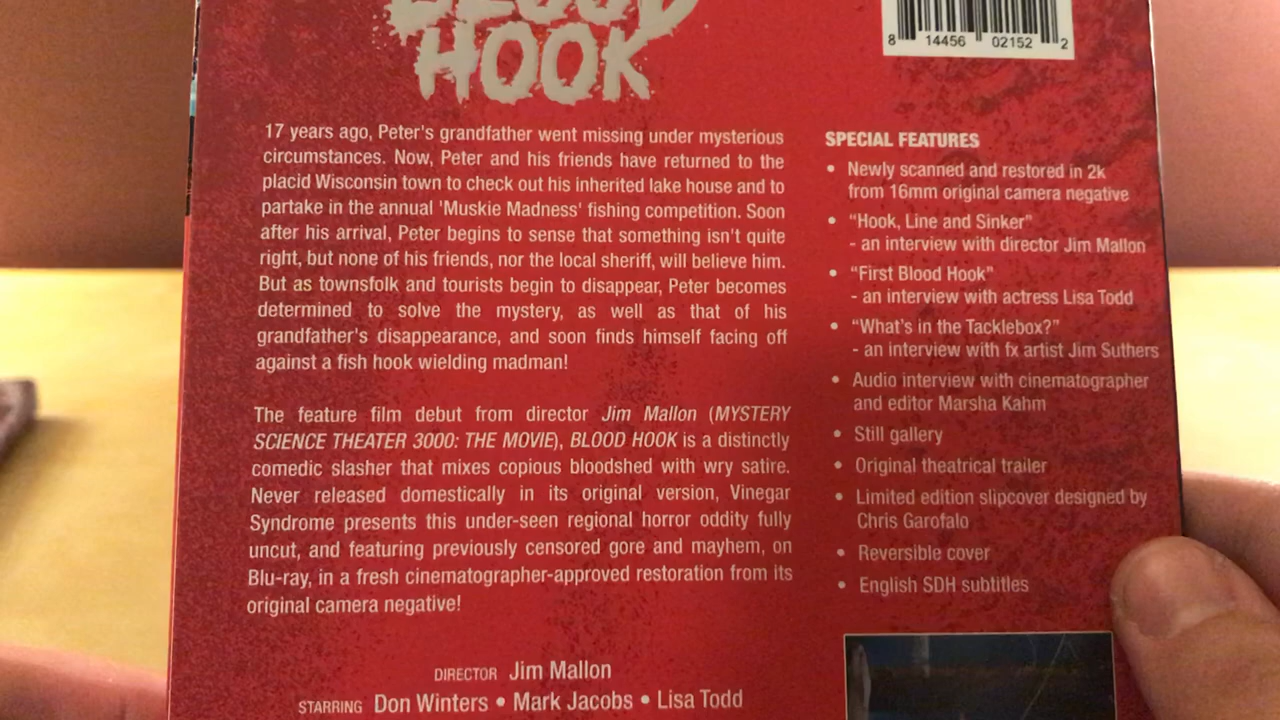 BLOOD
HOOK
8 14456 02152 2
17 years ago, Peter's grandfather went missing under mysterious
circumstances. Now, Peter and his friends have returned to the
placid Wisconsin town to check out his inherited lake house and to
partake in the annual 'Muskie Madness' fishing competition. Soon
after his arrival, Peter begins to sense that something isn't quite
right, but none of his friends, nor the local sheriff, will believe him.
But as townsfolk and tourists begin to disappear, Peter becomes
determined to solve the mystery, as well as that of his
grandfather's disappearance, and soon finds himself facing off
against a fish hook wielding madman!
The feature film debut from director Jim Mallon (MYSTERY
SCIENCE THEATER 3000: THE MOVIE), BLOOD HOOK is a distinctly
comedic slasher that mixes copious bloodshed with wry satire.
Never released domestically in its original version, Vinegar
Syndrome presents this under-seen regional horror oddity fully
uncut, and featuring previously censored gore and mayhem, on
Blu-ray, in a fresh cinematographer-approved restoration from its
original camera negative!
DIRECTOR Jim Mallon
STARRING Don Winters • Mark Jacobs • Lisa Todd
SPECIAL FEATURES
• Newly scanned and restored in 2k
from 16mm original camera negative
• “Hook, Line and Sinker”
- an interview with director Jim Mallon
• “First Blood Hook”
- an interview with actress Lisa Todd
• “What's in the Tacklebox?”
- an interview with fx artist Jim Suthers
• Audio interview with cinematographer
and editor Marsha Kahm
• Still gallery
• Original theatrical trailer
• Limited edition slipcover designed by
Chris Garofalo
• Reversible cover
• English SDH subtitles